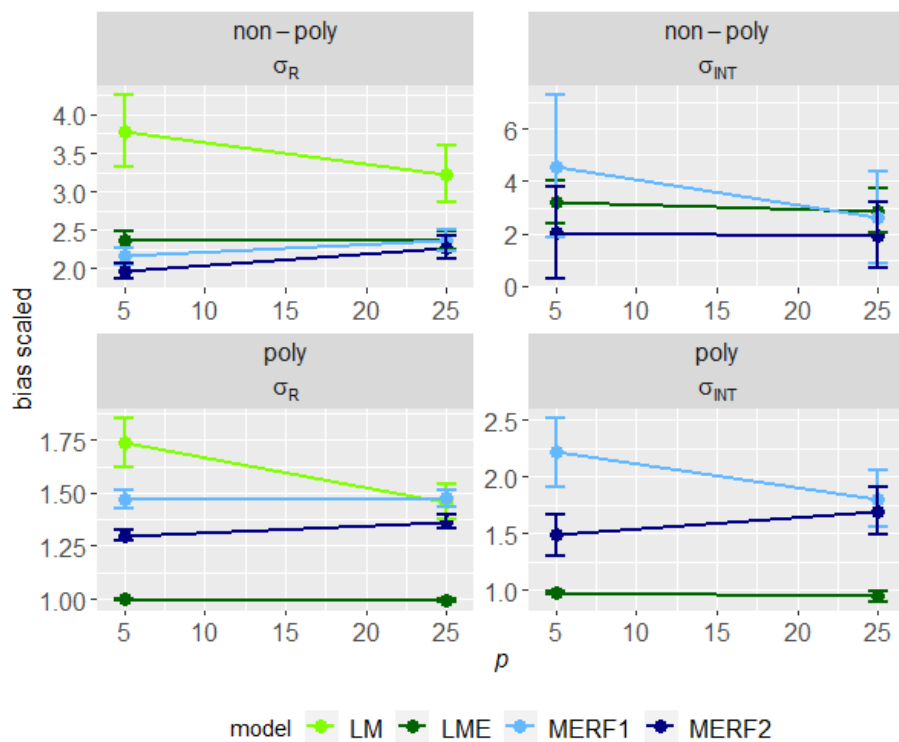 non – poly
σR
non – poly
σINT
4.0
3.5
3.0
2.5
2.0
5 10 15 20 25
6
4
2
0
5 10 15 20 25
bias scaled
poly
σR
poly
σINT
1.75
1.50
1.25
1.00
5 10 15 20 25
2.5
2.0
1.5
1.0
5 10 15 20 25
p
model LM LME MERF1 MERF2